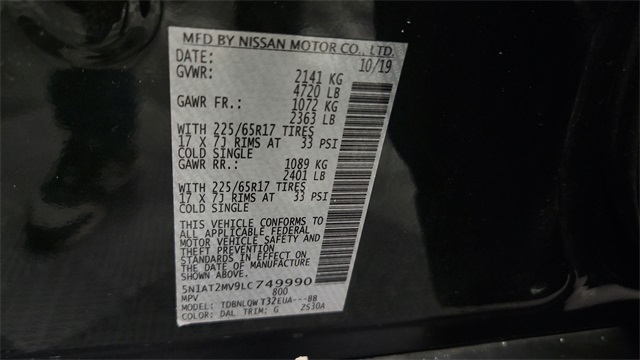 MFD BY NISSAN MOTOR CO., LTD.
DATE: 10/19
GVWR: 2141 KG
4720 LB
GAWR FR.: 1072 KG
2363 LB
WITH 225/65R17 TIRES
17 X 7J RIMS AT 33 PSI
COLD SINGLE
GAWR RR.: 1089 KG
2401 LB
WITH 225/65R17 TIRES
17 X 7J RIMS AT 33 PSI
COLD SINGLE
THIS VEHICLE CONFORMS TO
ALL APPLICABLE FEDERAL
MOTOR VEHICLE SAFETY AND
THEFT PREVENTION
STANDARDS IN EFFECT ON
THE DATE OF MANUFACTURE
5N1AT2MV9LC749990
MPV 800
MODEL: TDBNLQW T32EUA---BB
COLOR: DAL TRIM: G 2S30A